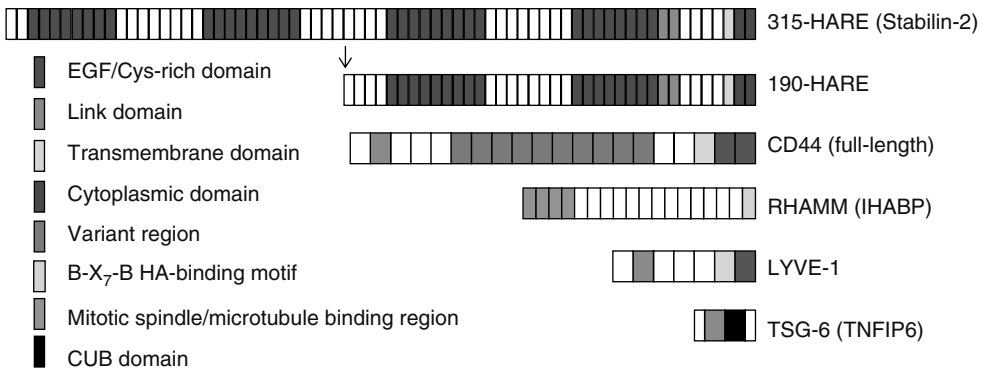 315-HARE (Stabilin-2)
EGF/Cys-rich domain
190-HARE
Link domain
Transmembrane domain
CD44 (full-length)
Cytoplasmic domain
RHAMM (IHABP)
Variant region
B-X7-B HA-binding motif
LYVE-1
Mitotic spindle/microtubule binding region
TSG-6 (TNFIP6)
CUB domain